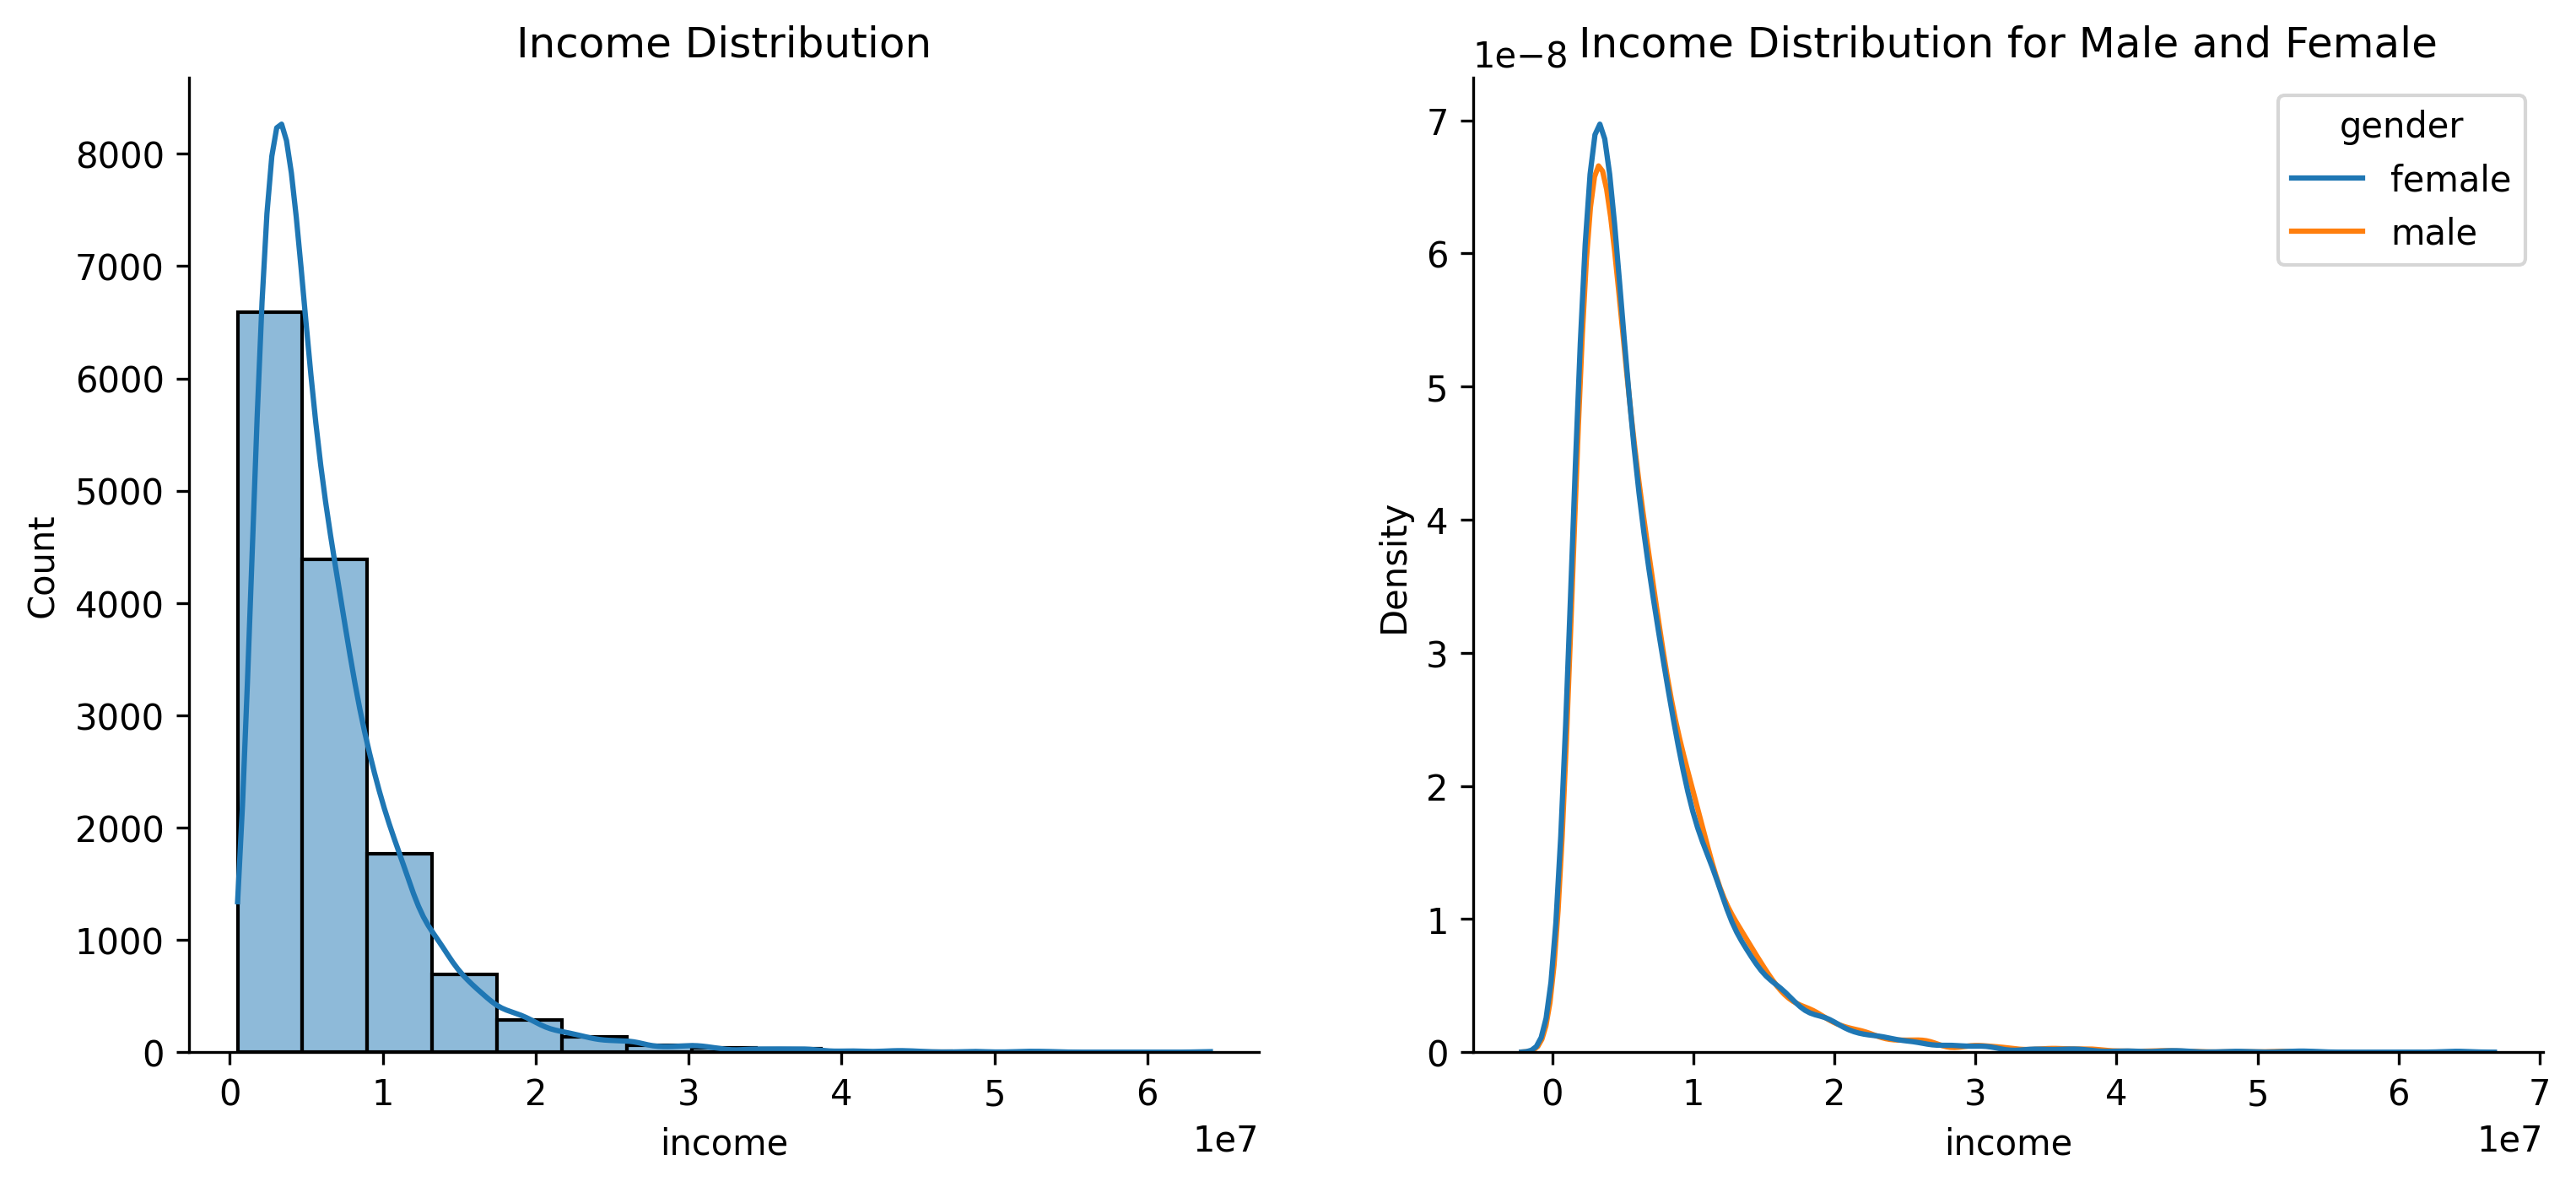 Income Distribution
8000
7000
6000
5000
4000
3000
2000
1000
0
Count
0 1 2 3 4 5 6
1e7
income
Income Distribution for Male and Female
1e−8
7
6
5
4
3
2
1
0
Density
gender
female
male
0 1 2 3 4 5 6 7
1e7
income